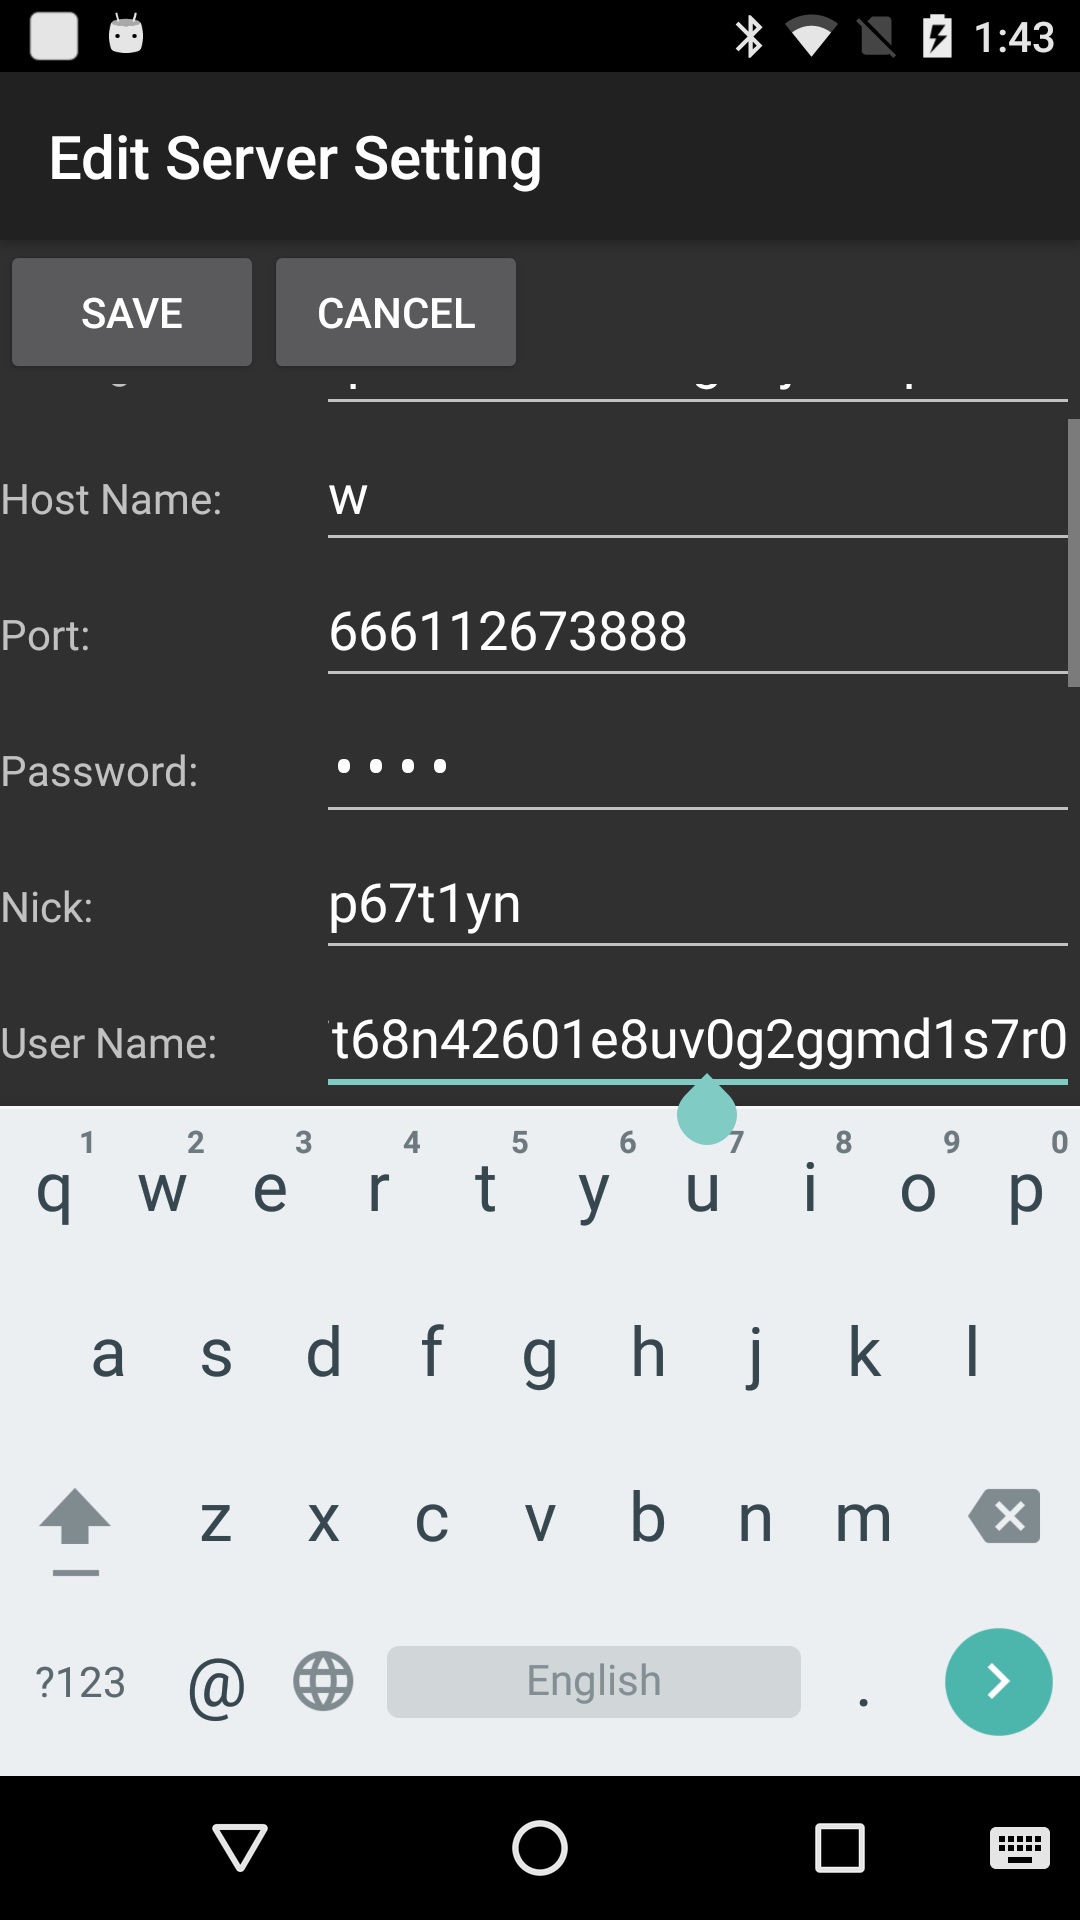 1:43
Edit Server Setting
SAVE CANCEL
Host Name: w
Port: 666112673888
Password: ••••
Nick: p67t1yn
User Name: t68n42601e8uv0g2ggmd1s7r0
1 2 3 4 5 6 7 8 9 0
q w e r t y u i o p
a s d f g h j k l
z x c v b n m
?123 @ English .